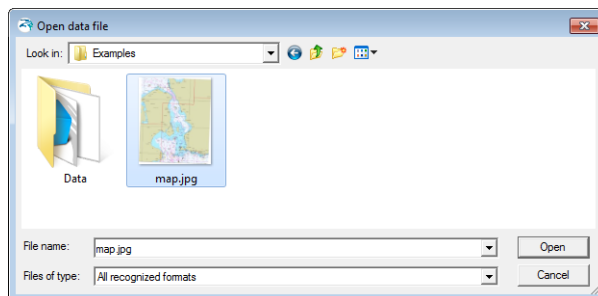 Open data file
Look in: Examples
Data
map.jpg
File name: map.jpg Open
Files of type: All recognized formats Cancel